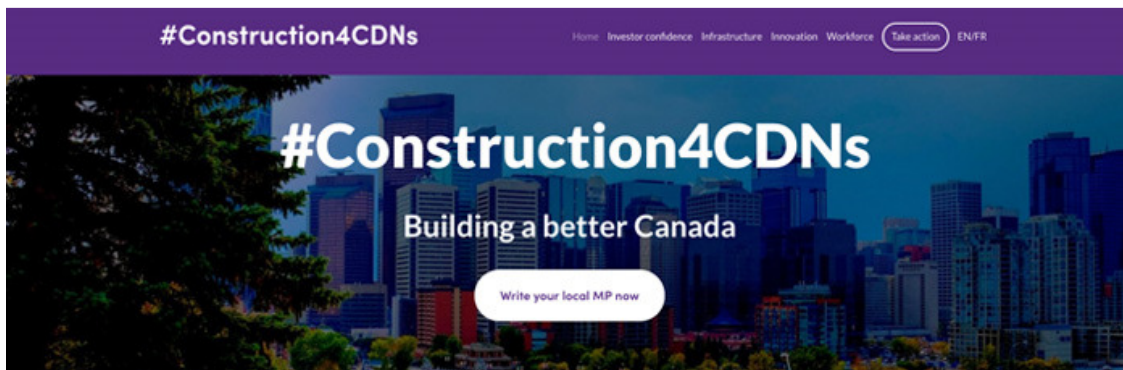 #Construction4CDNs
Home Investor confidence Infrastructure Innovation Workforce Take action EN/FR
#Construction4CDNs
Building a better Canada
Write your local MP now